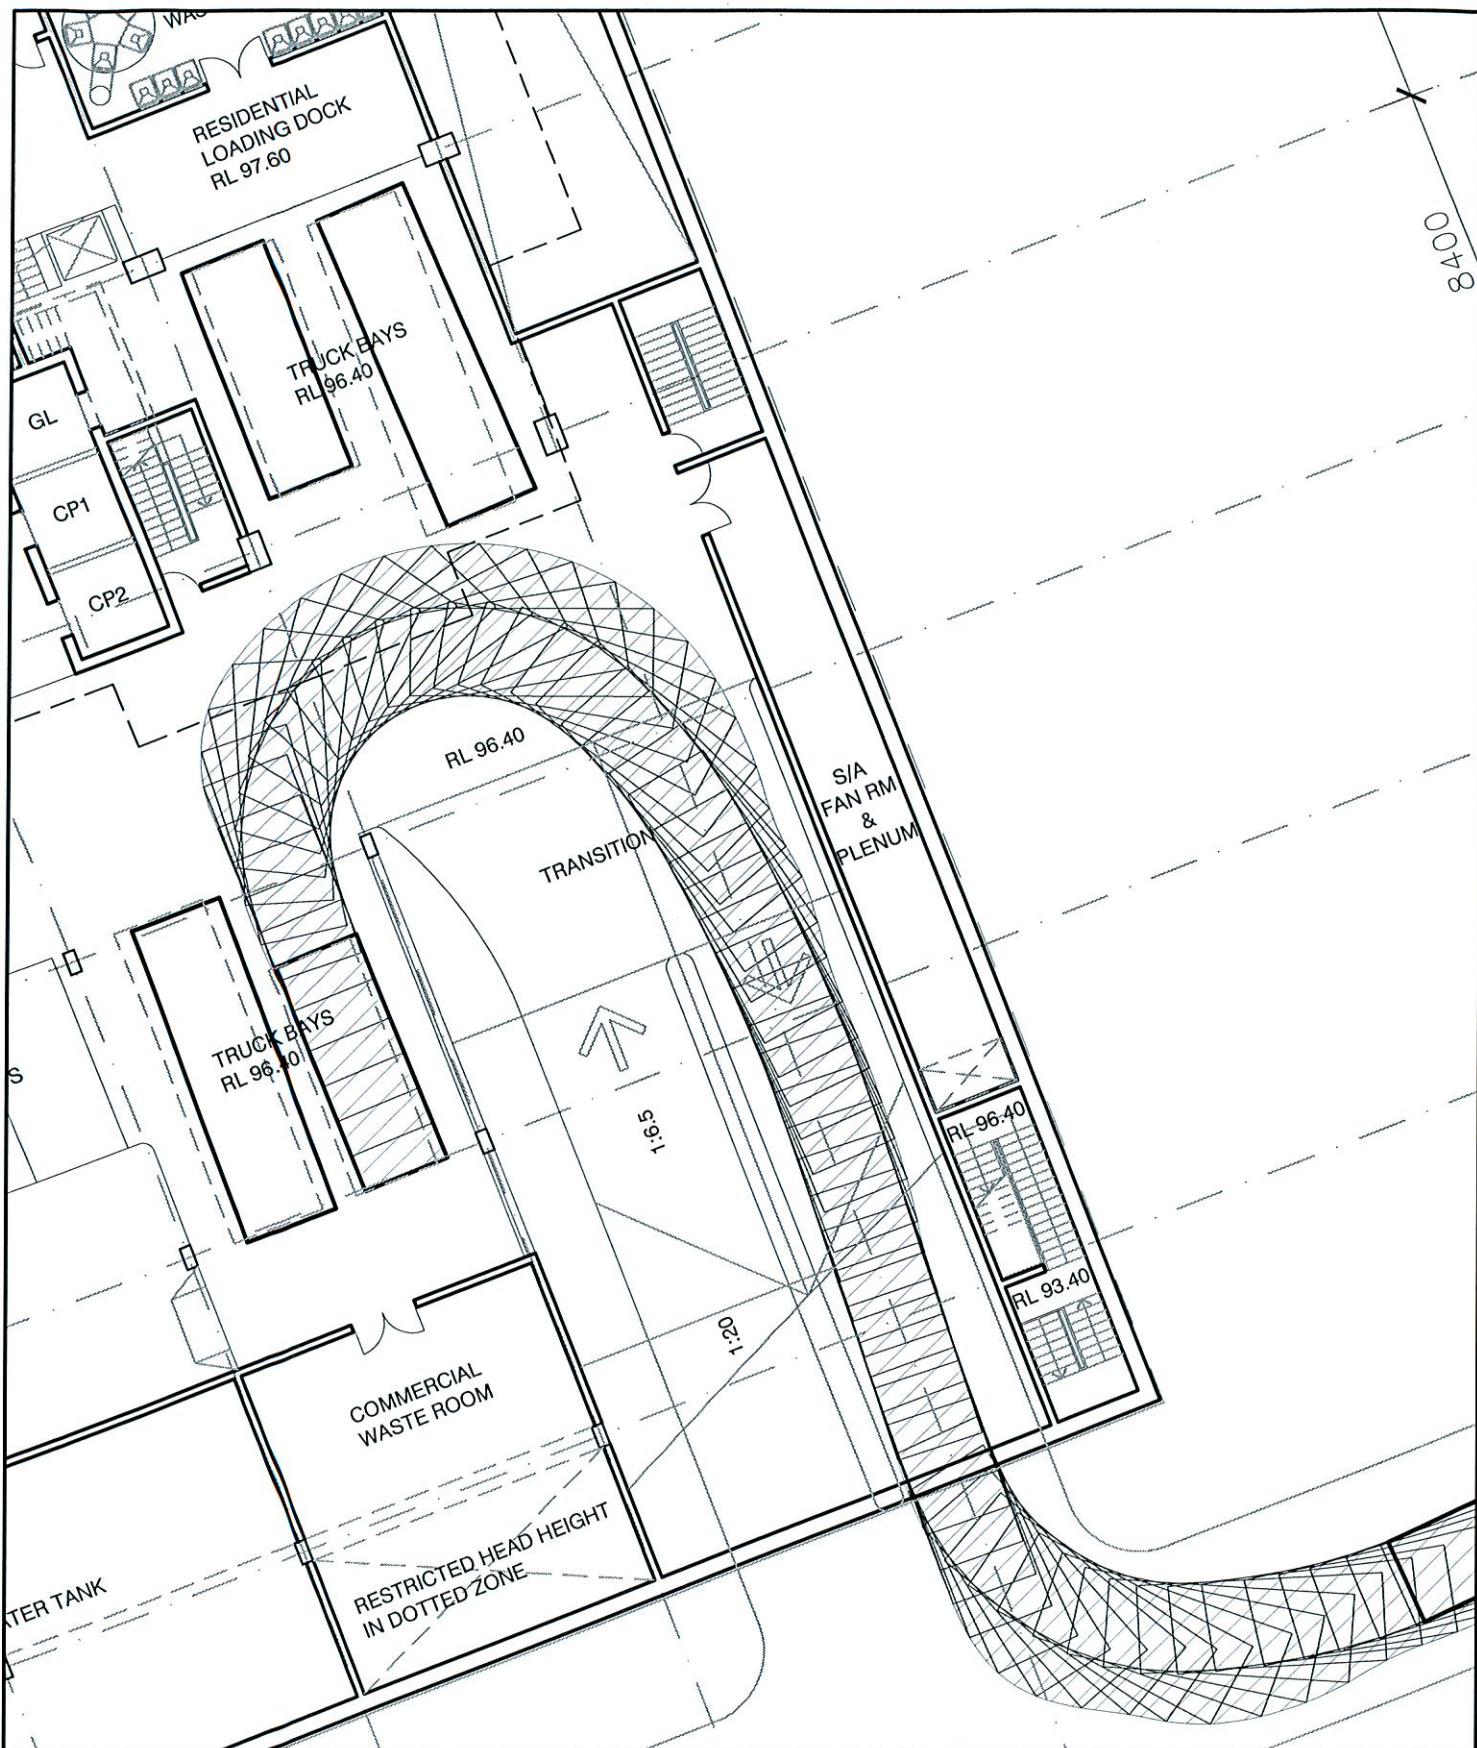 RESIDENTIAL
LOADING DOCK
RL 97.60
8400
TRUCK BAYS
RL 96.40
GL
CP1
CP2
RL 96.40
S/A
FAN RM
&
PLENUM
TRANSITION
TRUCK BAYS
RL 96.40
S
1:6.5
RL 96.40
RL 93.40
1:20
COMMERCIAL
WASTE ROOM
RESTRICTED HEAD HEIGHT
IN DOTTED ZONE
ATER TANK